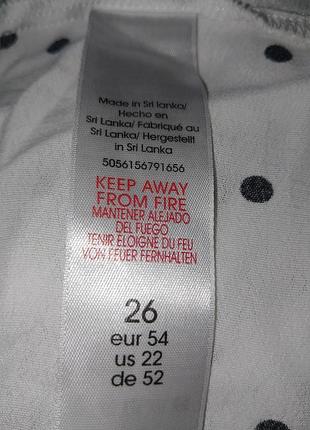 Made in Sri lanka/
Hecho en
Sri Lanka/ Fabriqué au
Sri Lanka/ Hergestellt
in Sri Lanka
5056156791656
KEEP AWAY
FROM FIRE
MANTENER ALEJADO
DEL FUEGO
TENIR ÉLOIGNE DU FEU
VON FEUER FERNHALTEN
26
eur 54
us 22
de 52